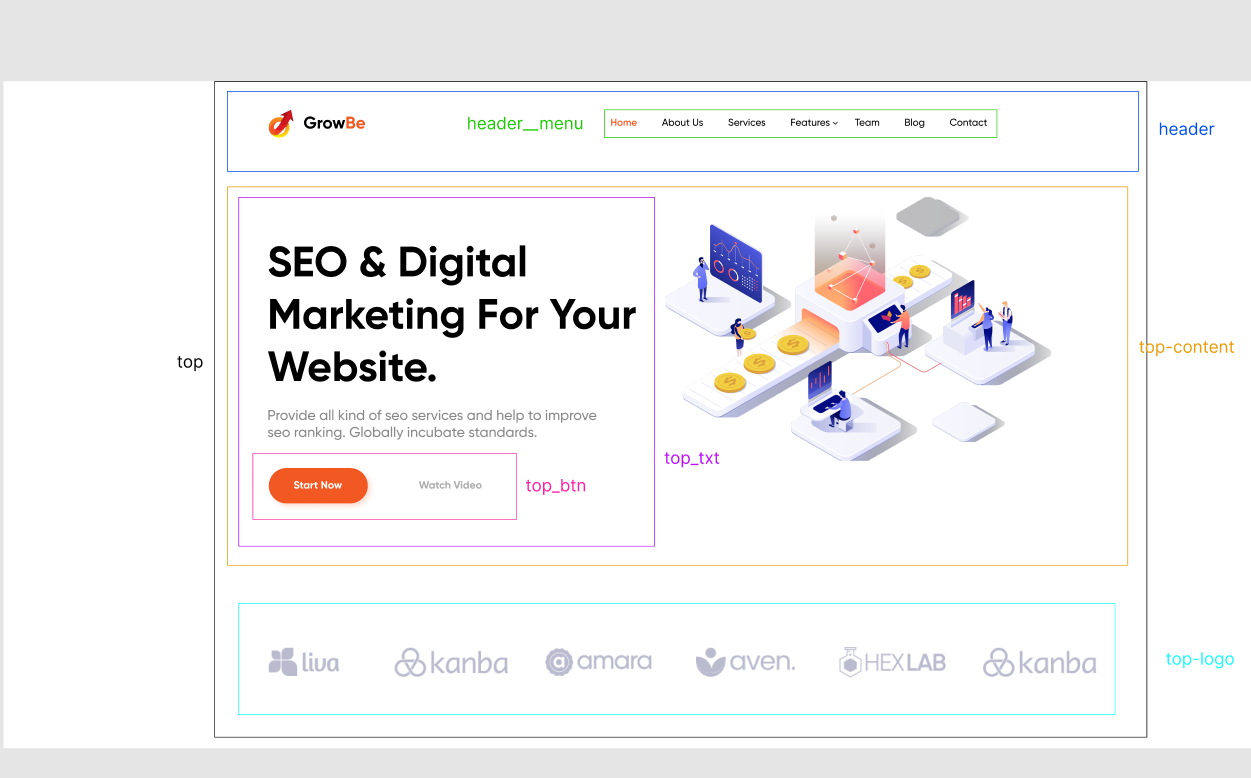 GrowBe
header__menu
Home About Us Services Features Team Blog Contact
header
SEO & Digital
Marketing For Your
Website.
top-content
top
Provide all kind of seo services and help to improve
seo ranking. Globally incubate standards.
top_txt
Start Now Watch Video
top_btn
liva kanba amara aven. HEXLAB kanba
top-logo